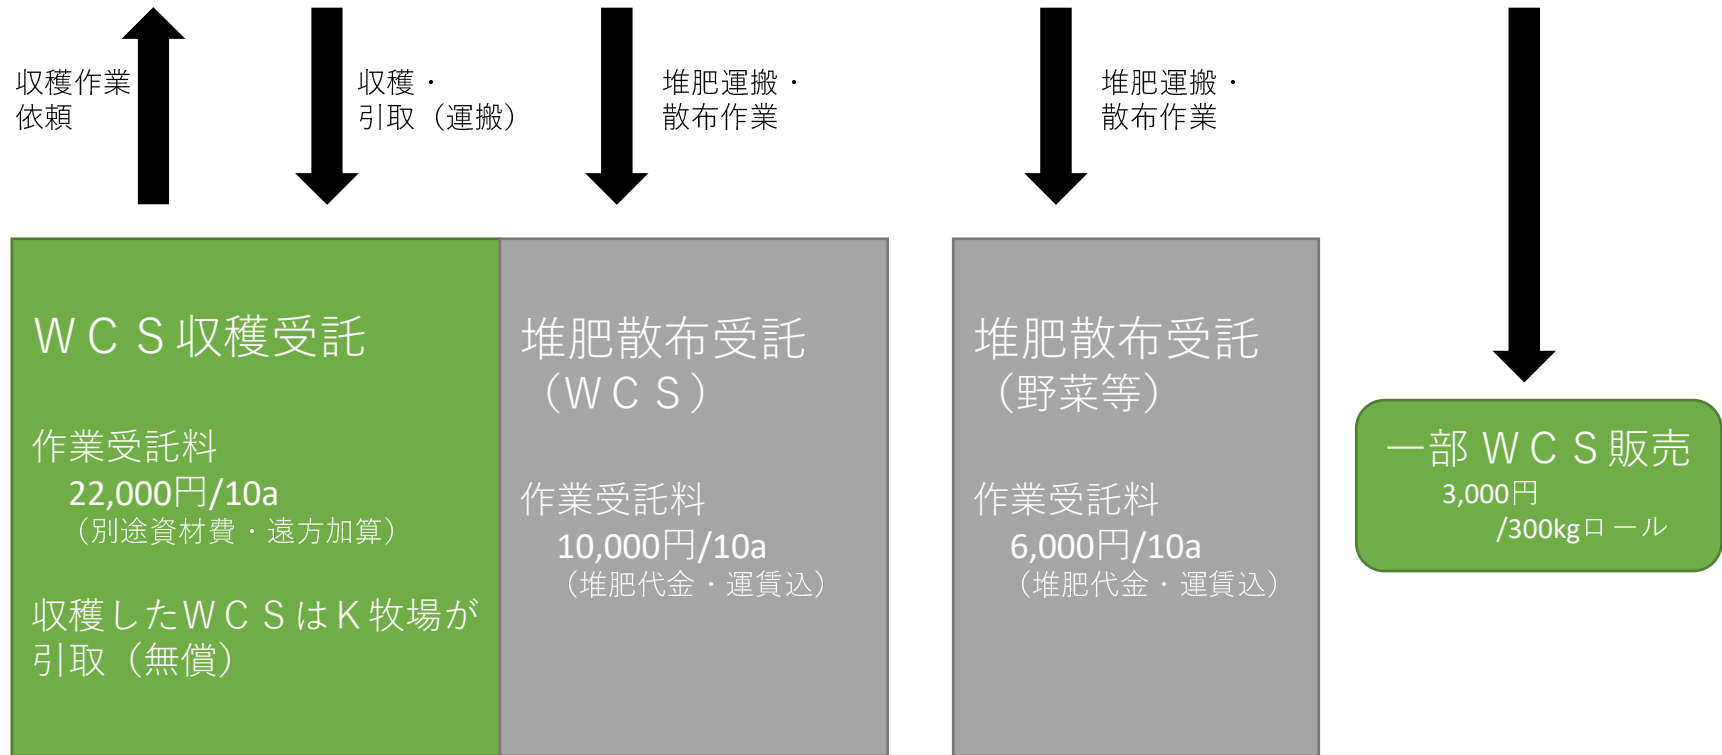 収穫作業
依頼
収穫・
引取（運搬）
堆肥運搬・
散布作業
堆肥運搬・
散布作業
ＷＣＳ収穫受託
作業受託料
22,000円/10a
（別途資材費・遠方加算）
収穫したＷＣＳはＫ牧場が
引取（無償）
堆肥散布受託
（ＷＣＳ）
作業受託料
10,000円/10a
（堆肥代金・運賃込）
堆肥散布受託
（野菜等）
作業受託料
6,000円/10a
（堆肥代金・運賃込）
一部ＷＣＳ販売
3,000円
/300kgロール